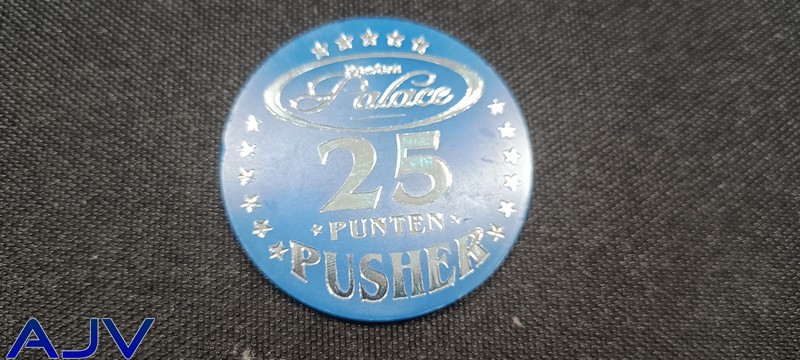 Palace
25
PUNTEN
PUSHER
AJV